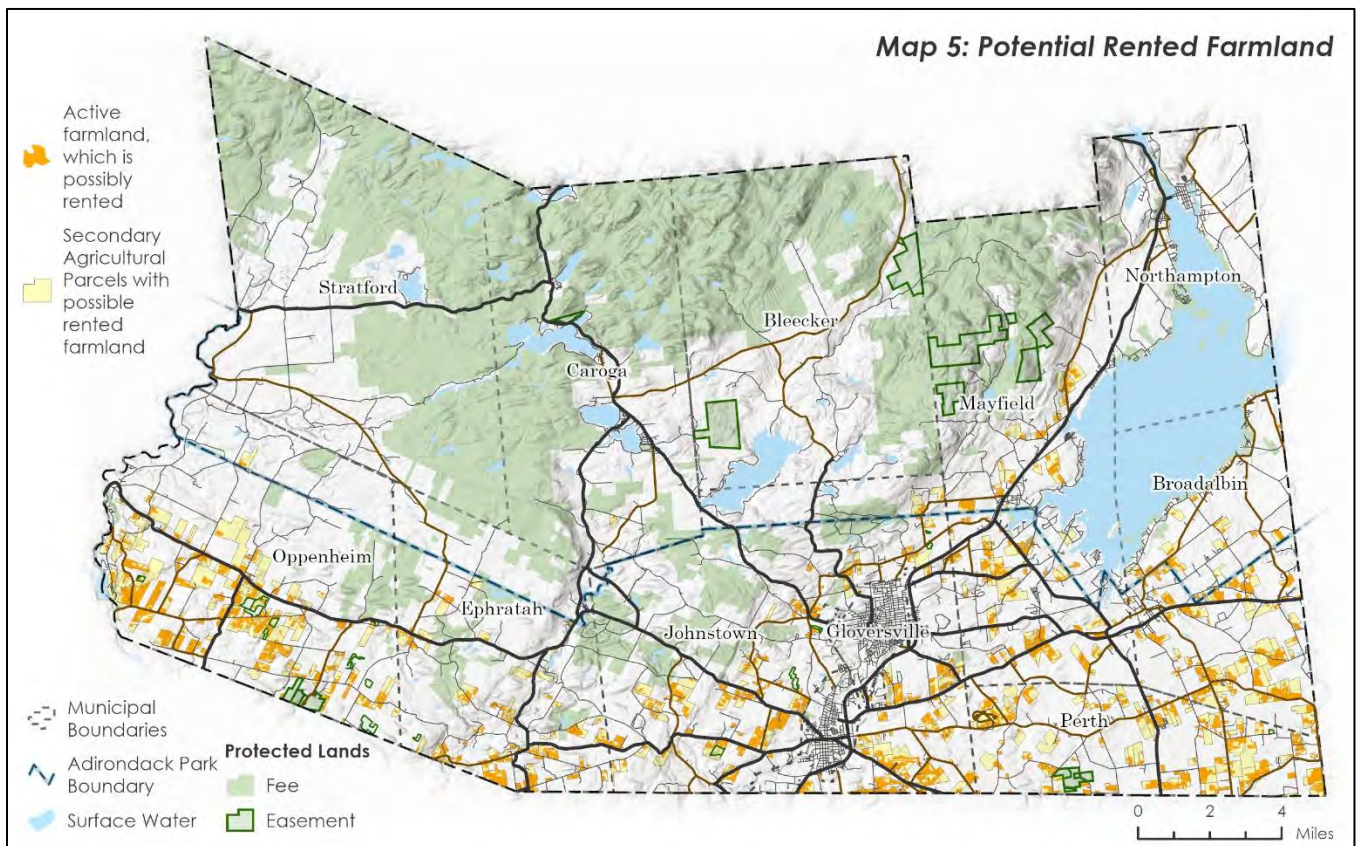 Map 5: Potential Rented Farmland
Active
farmland,
which is
possibly
rented
Secondary
Agricultural
Parcels with
possible
rented
farmland
Stratford
Northampton
Bleecker
Caroga
Mayfield
Broadalbin
Oppenheim
Ephratah
Johnstown
Gloversville
Perth
Municipal
Boundaries
Adirondack Park
Boundary
Surface Water
Protected Lands
Fee
Easement
0 2 4
Miles